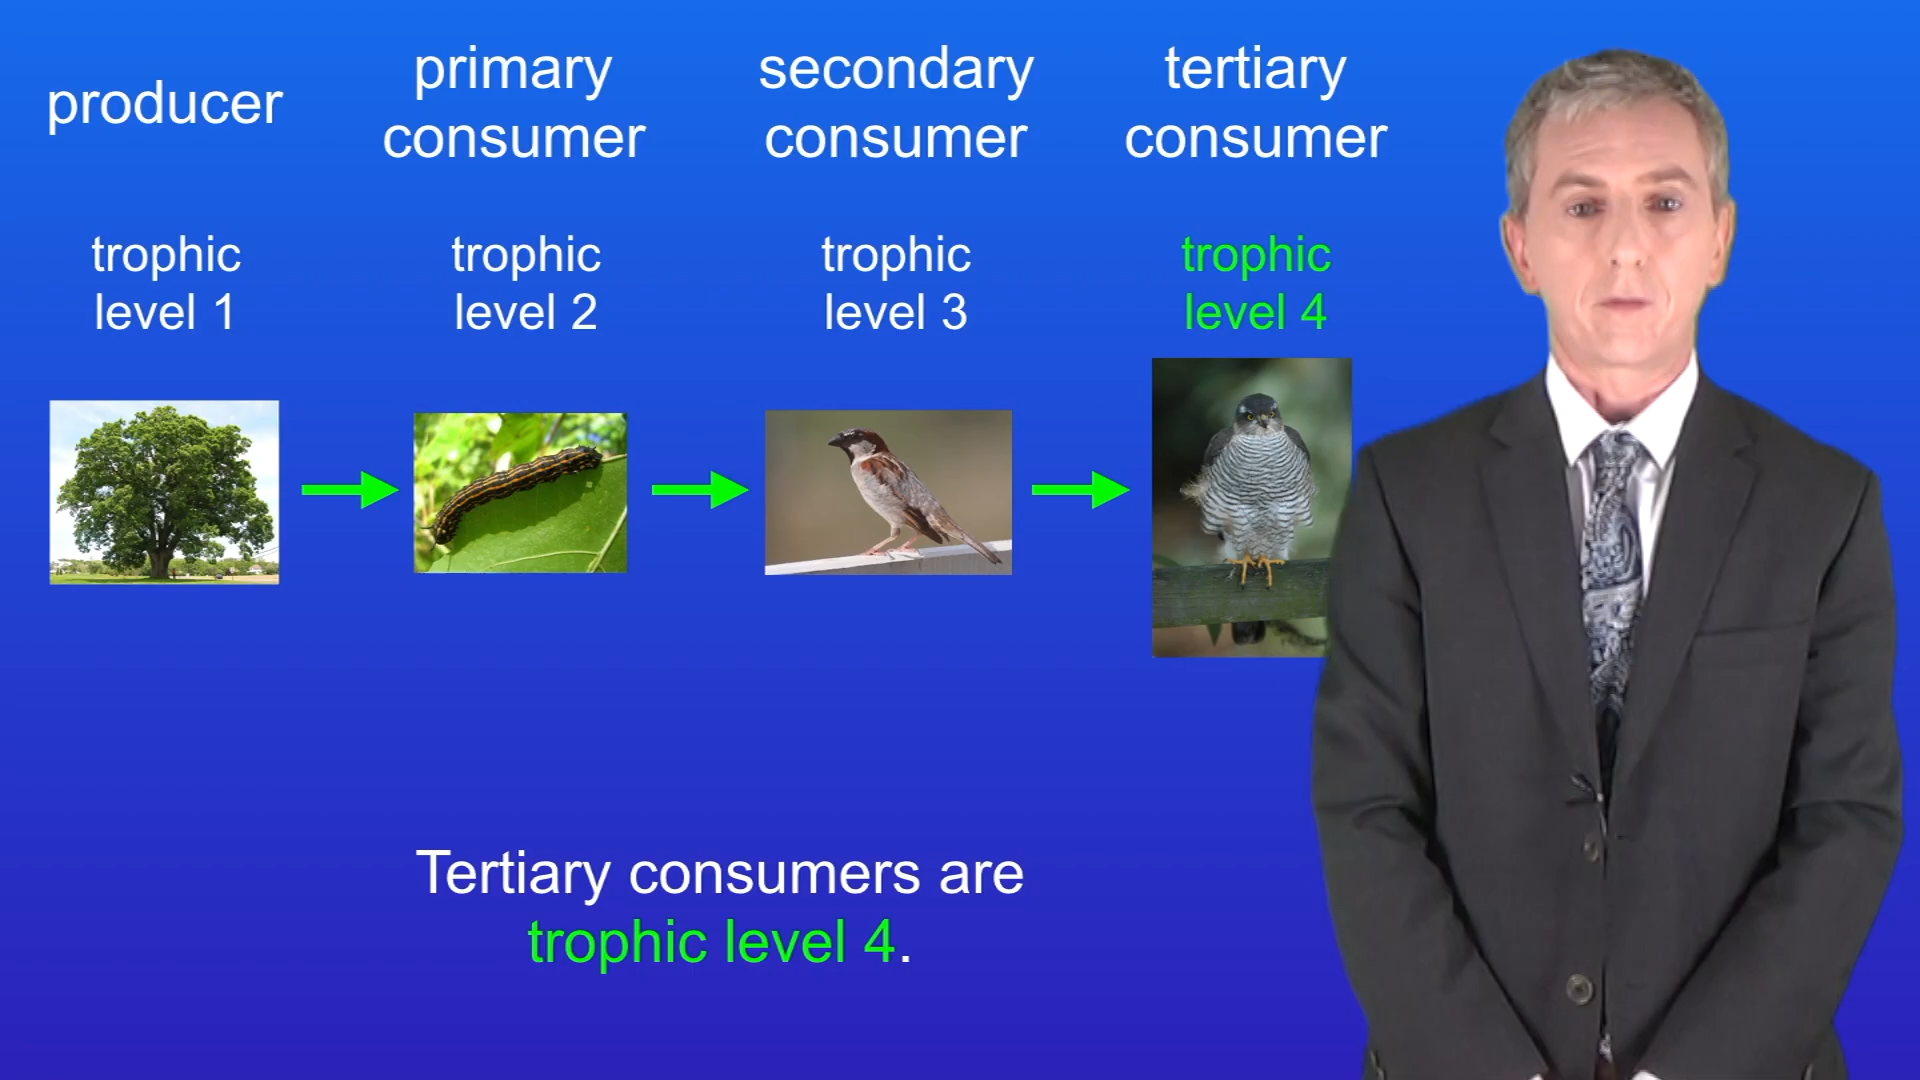 producer
primary
consumer
secondary
consumer
tertiary
consumer
trophic
level 1
trophic
level 2
trophic
level 3
trophic
level 4
Tertiary consumers are
trophic level 4.